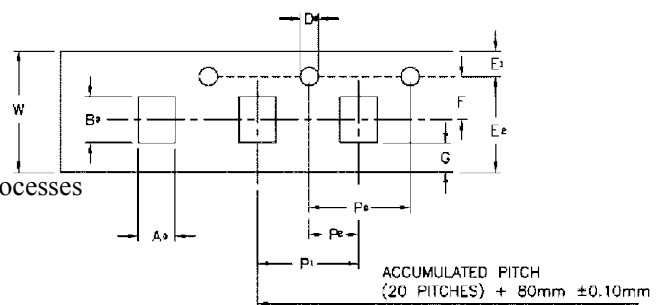 D
E1
W
B0
F
E2
G
ocesses
P0
A0
P2
P1
ACCUMULATED PITCH
(20 PITCHES) + 80mm ±0.10mm